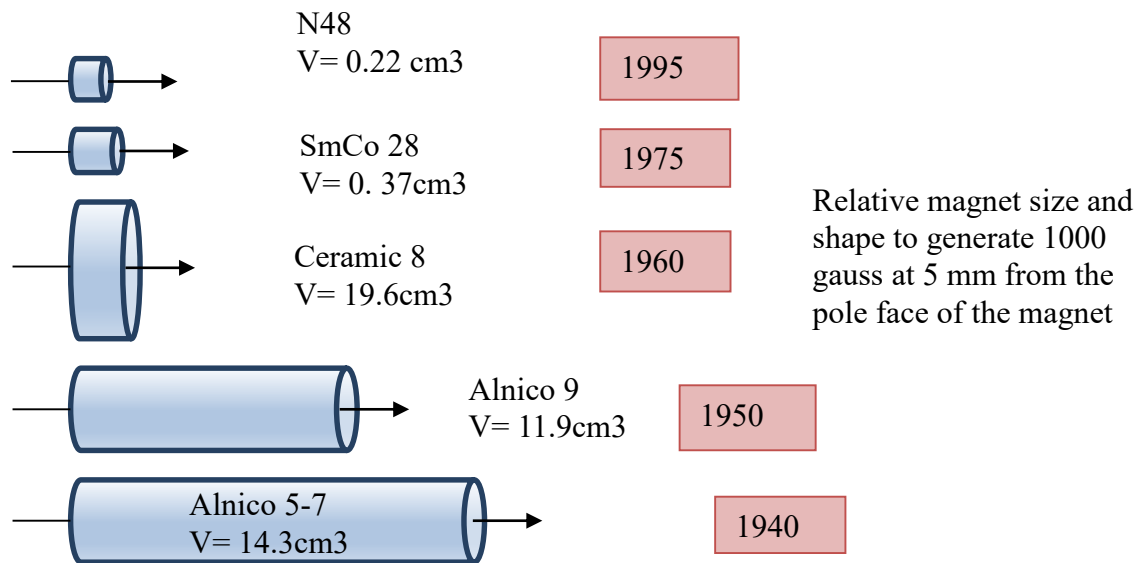 N48
V= 0.22 cm3
1995
SmCo 28
V= 0. 37cm3
1975
Relative magnet size and
shape to generate 1000
gauss at 5 mm from the
pole face of the magnet
Ceramic 8
V= 19.6cm3
1960
Alnico 9
V= 11.9cm3
1950
Alnico 5-7
V= 14.3cm3
1940